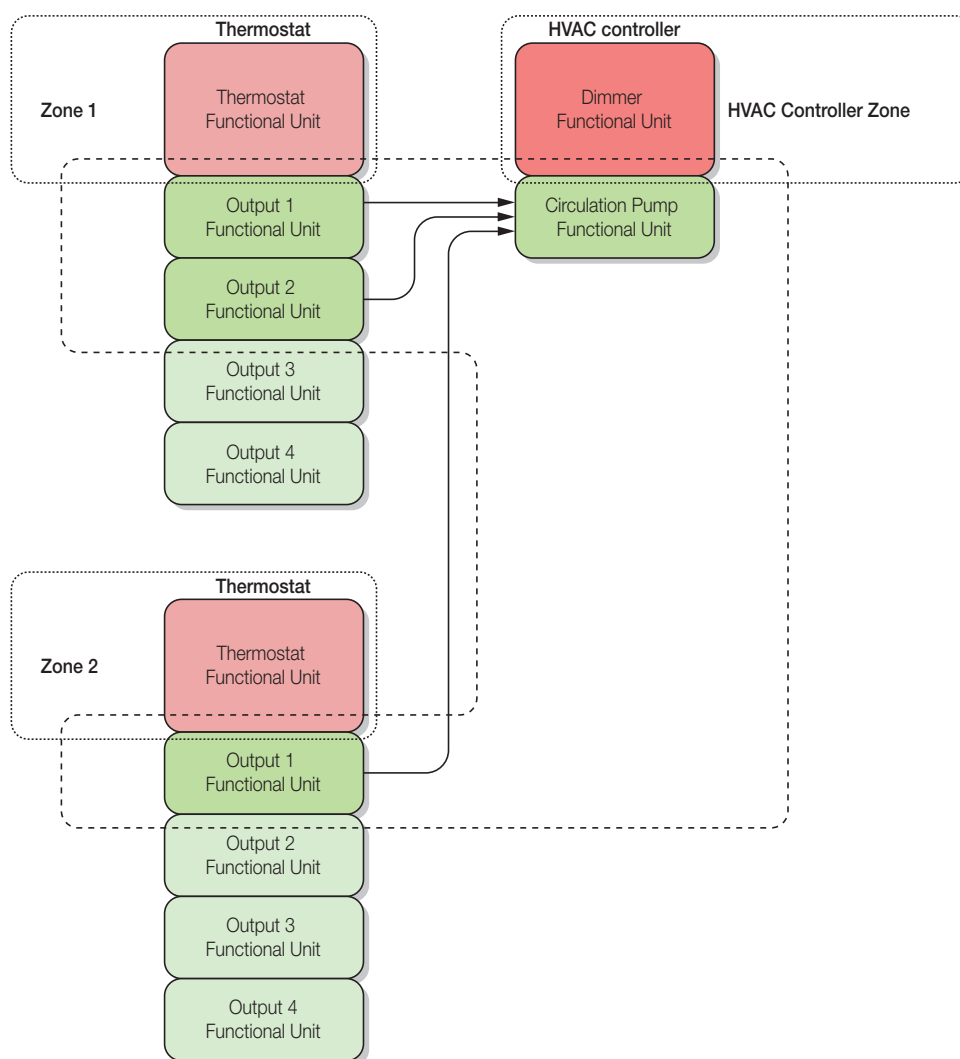 Thermostat
Zone 1
Thermostat
Functional Unit
Output 1
Functional Unit
Output 2
Functional Unit
Output 3
Functional Unit
Output 4
Functional Unit
HVAC controller
Dimmer
Functional Unit
HVAC Controller Zone
Circulation Pump
Functional Unit
Thermostat
Zone 2
Thermostat
Functional Unit
Output 1
Functional Unit
Output 2
Functional Unit
Output 3
Functional Unit
Output 4
Functional Unit